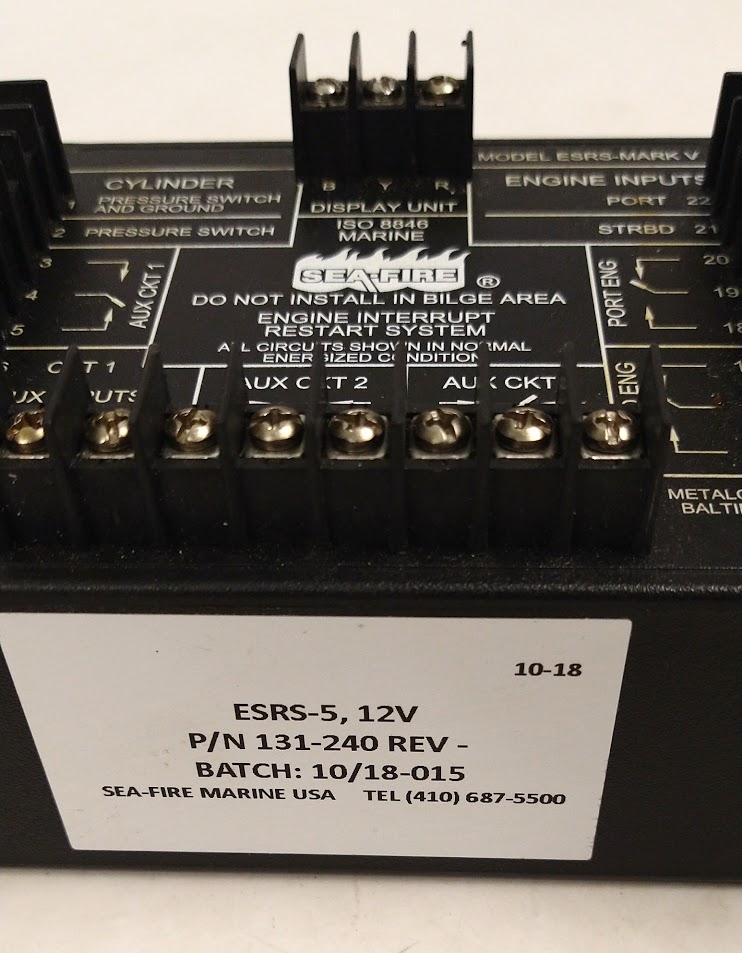 MODEL ESRS-MARK V
CYLINDER
ENGINE INPUTS
B Y R
1 PRESSURE SWITCH
AND GROUND
PORT 22
DISPLAY UNIT
2 PRESSURE SWITCH
ISO 8846
MARINE
STRBD 21
3
4
5
AUX CKT 1
SEA-FIRE ®
DO NOT INSTALL IN BILGE AREA
ENGINE INTERRUPT
RESTART SYSTEM
ALL CIRCUITS SHOWN IN NORMAL
ENERGIZED CONDITION
PORT ENG
20
19
18
CKT 1
AUX CKT 2
AUX CKT
ENG
10-18
ESRS-5, 12V
P/N 131-240 REV -
BATCH: 10/18-015
SEA-FIRE MARINE USA TEL (410) 687-5500